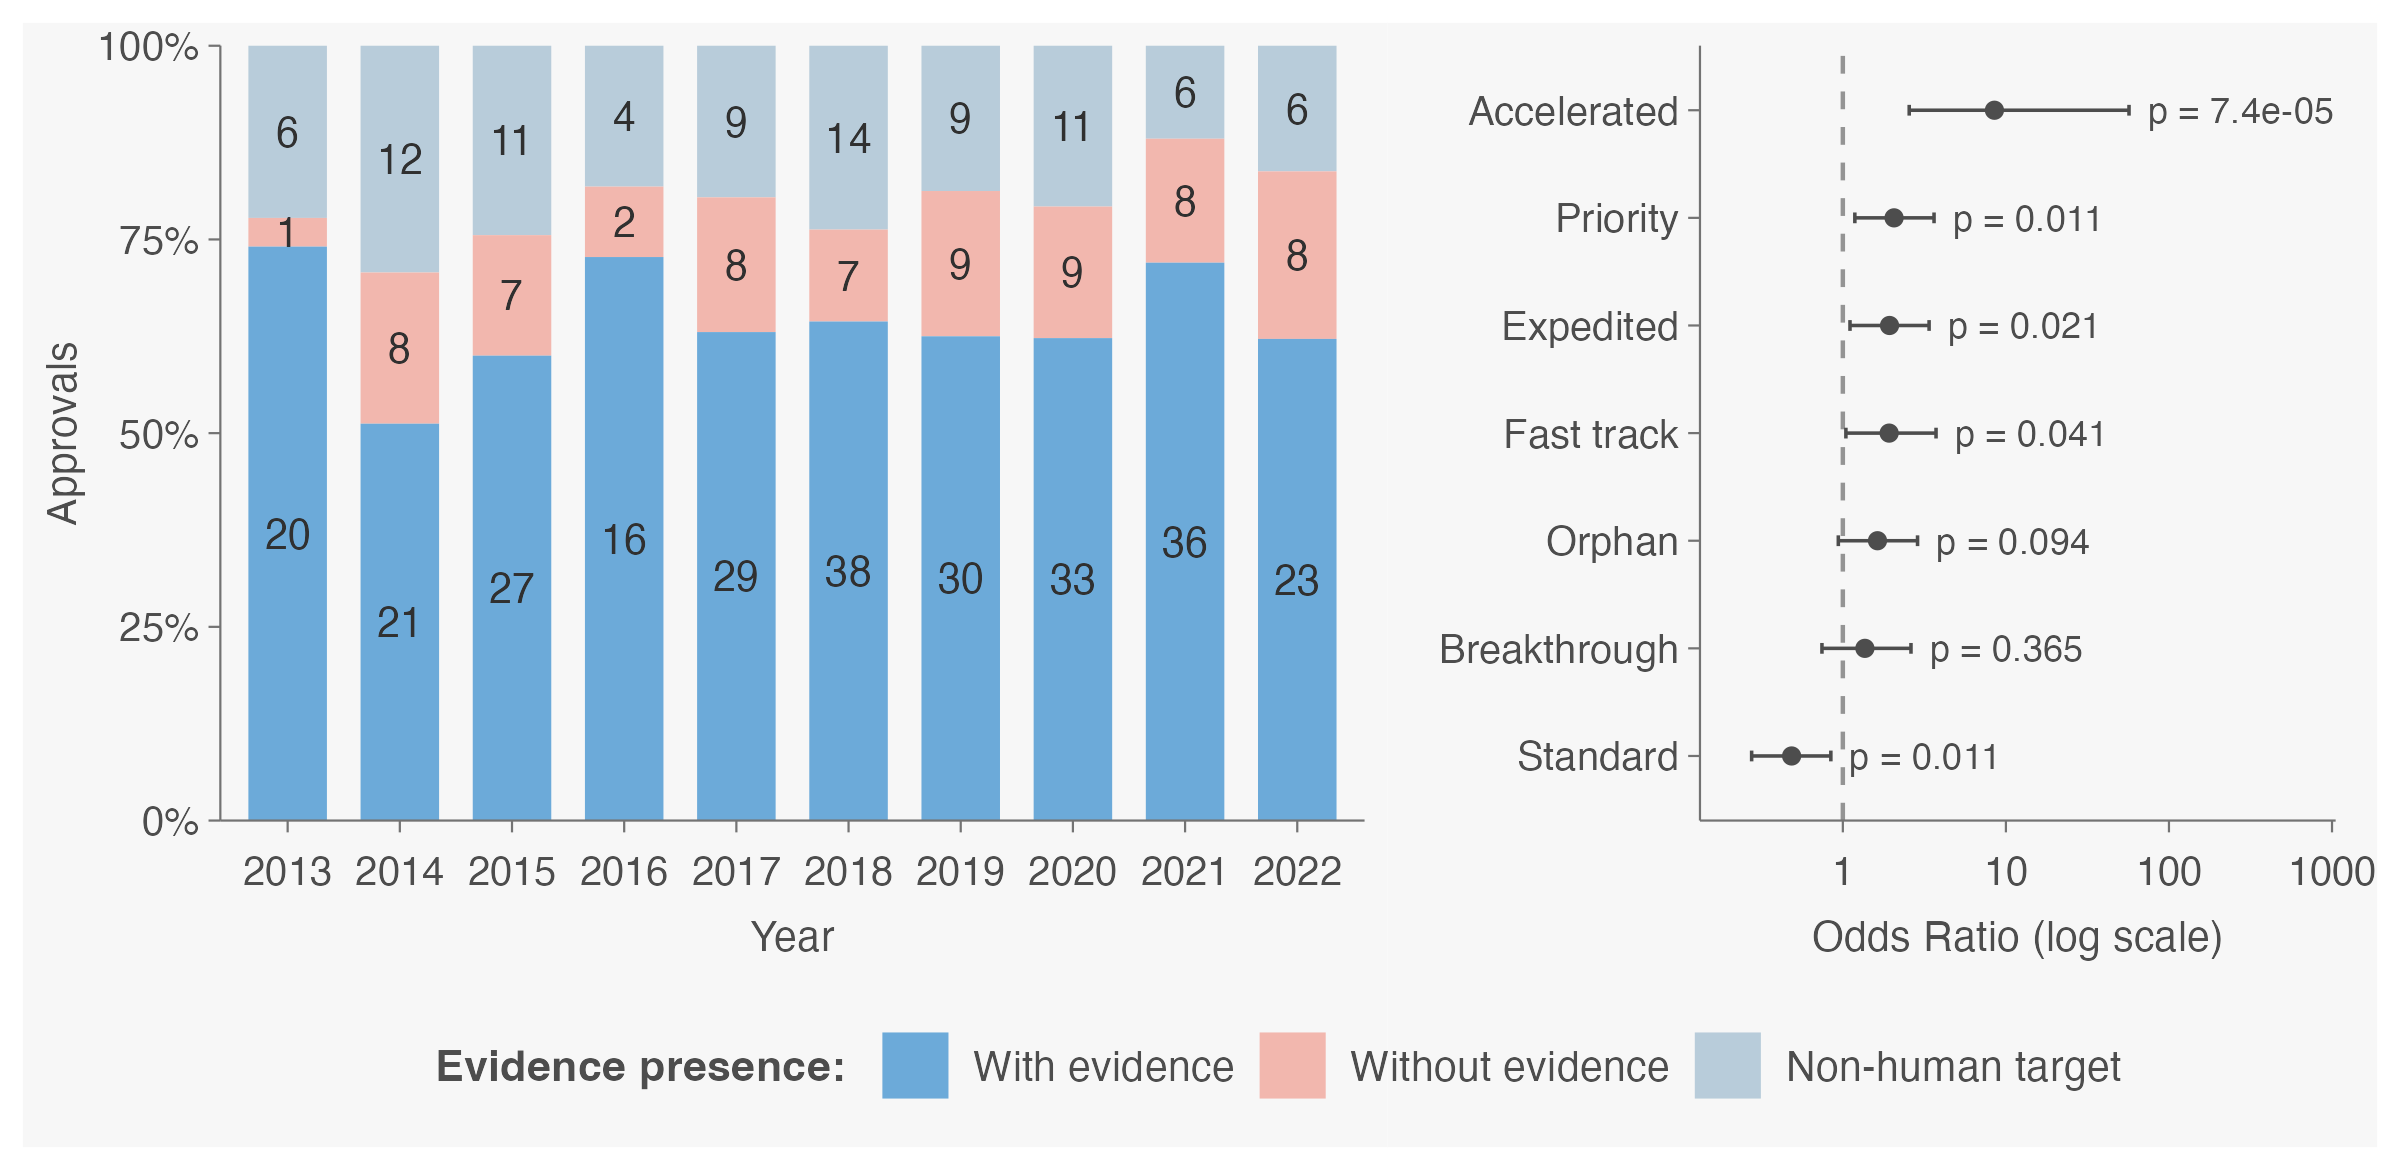 100%
75%
50%
25%
0%
Approvals
6
12
11
4
9
14
9
11
6
6
1
8
7
2
8
7
9
9
8
8
20
21
27
16
29
38
30
33
36
23
2013 2014 2015 2016 2017 2018 2019 2020 2021 2022
Year
Accelerated
p = 7.4e-05
Priority
p = 0.011
Expedited
p = 0.021
Fast track
p = 0.041
Orphan
p = 0.094
Breakthrough
p = 0.365
Standard
p = 0.011
1 10 100 1000
Odds Ratio (log scale)
Evidence presence: With evidence Without evidence Non-human target